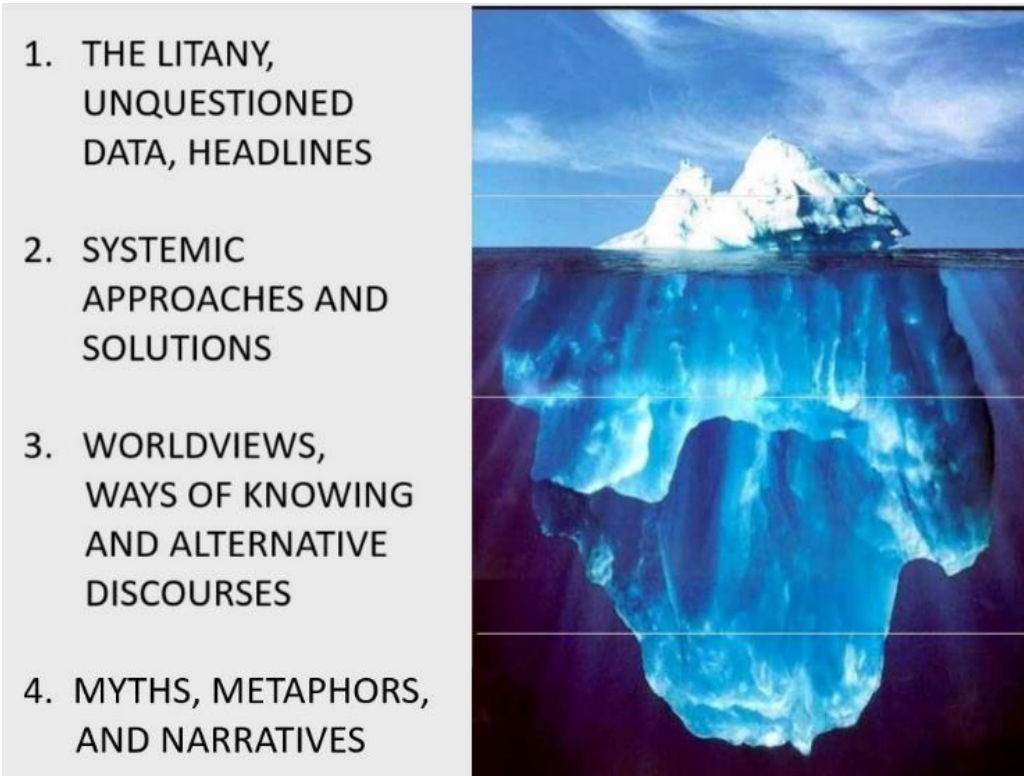 1. THE LITANY,
UNQUESTIONED
DATA, HEADLINES
2. SYSTEMIC
APPROACHES AND
SOLUTIONS
3. WORLDVIEWS,
WAYS OF KNOWING
AND ALTERNATIVE
DISCOURSES
4. MYTHS, METAPHORS,
AND NARRATIVES